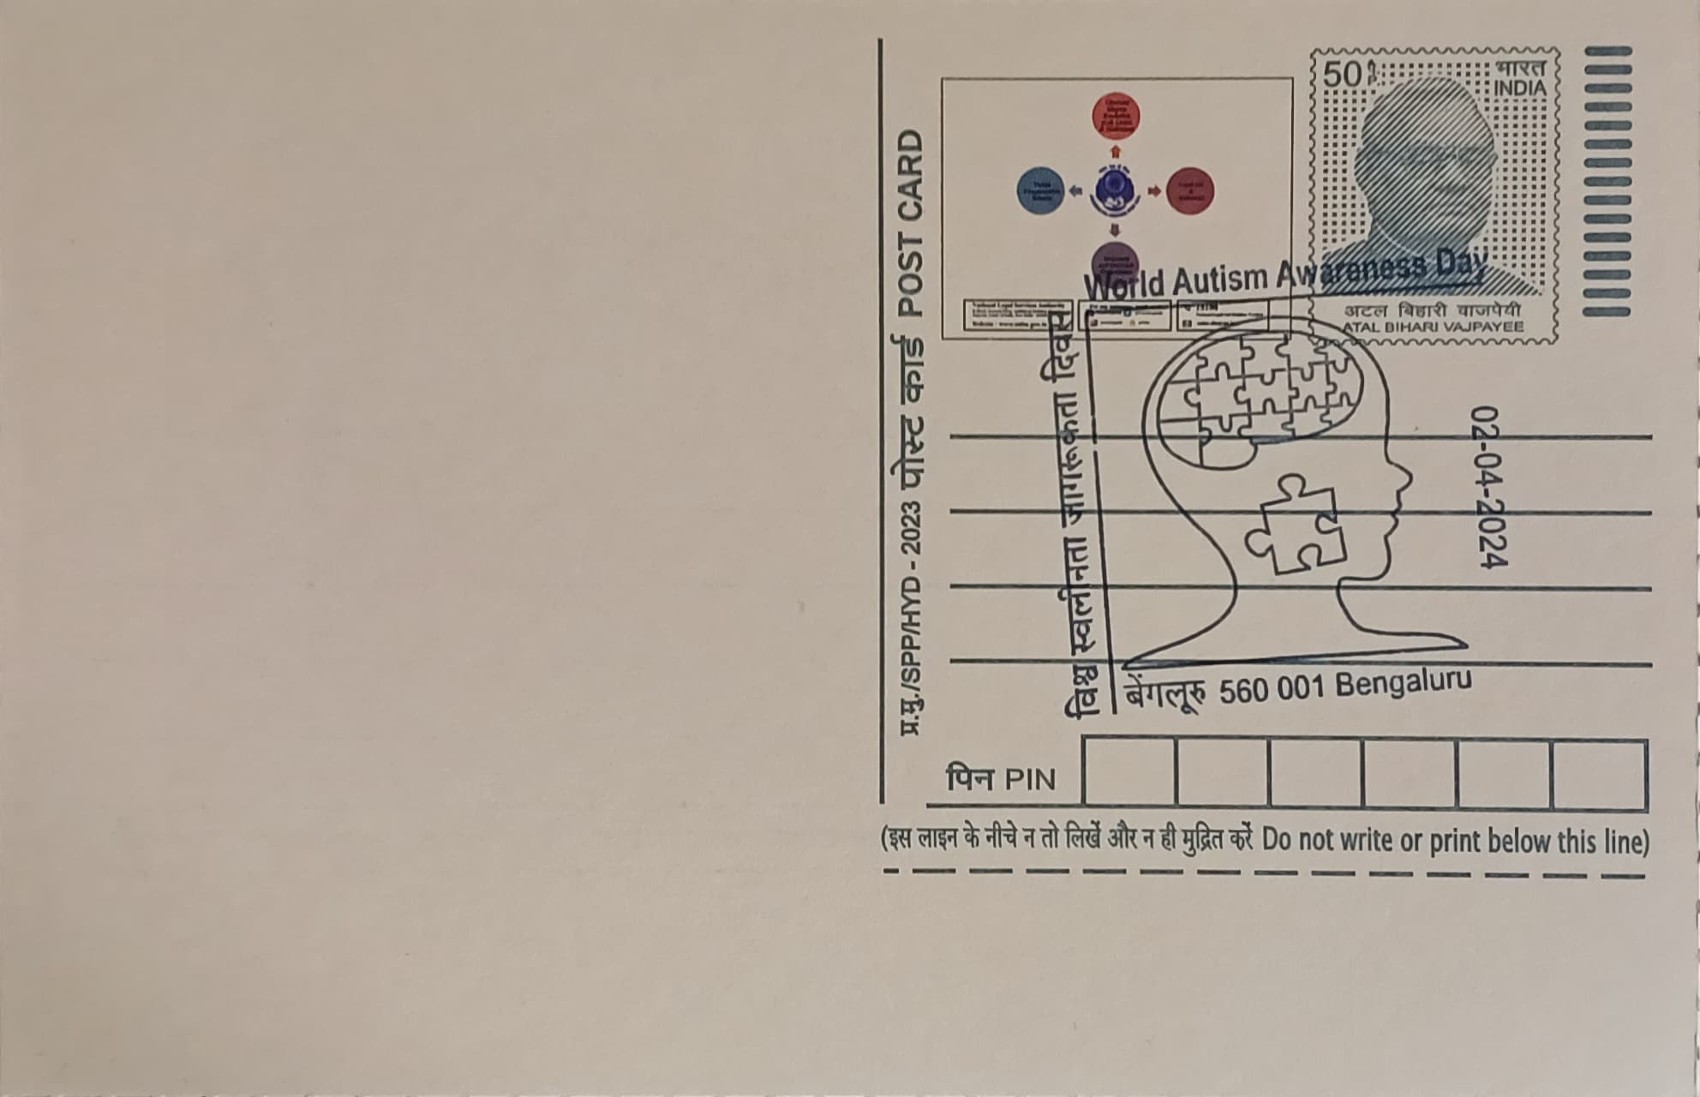 प्र.मु./SPP/HYD - 2023 पोस्ट कार्ड POST CARD
National Legal Services Authority
50
भारत
INDIA
अटल बिहारी वाजपेयी
ATAL BIHARI VAJPAYEE
World Autism Awareness Day
विश्व स्वलीनता जागरूकता दिवस
02-04-2024
बेंगलूरु 560 001 Bengaluru
पिन PIN
(इस लाइन के नीचे न तो लिखें और न ही मुद्रित करें Do not write or print below this line)